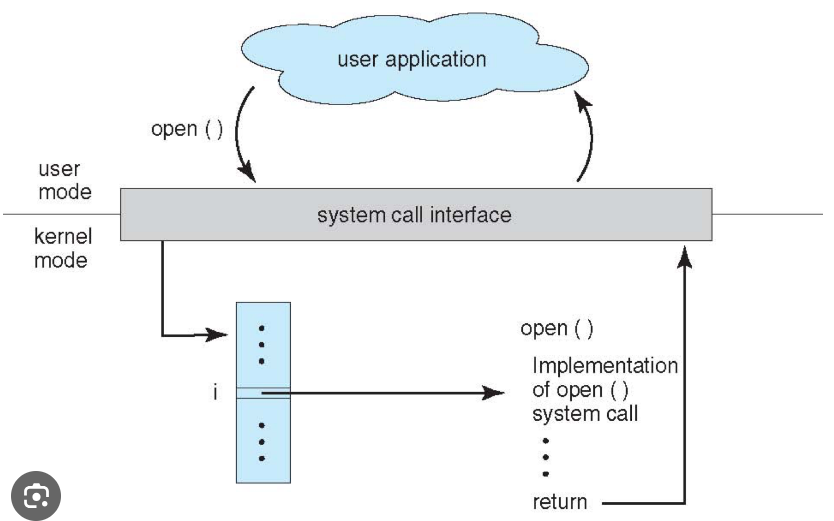 user application
open ( )
user
mode
system call interface
kernel
mode
open ( )
i
Implementation
of open ( )
system call
return